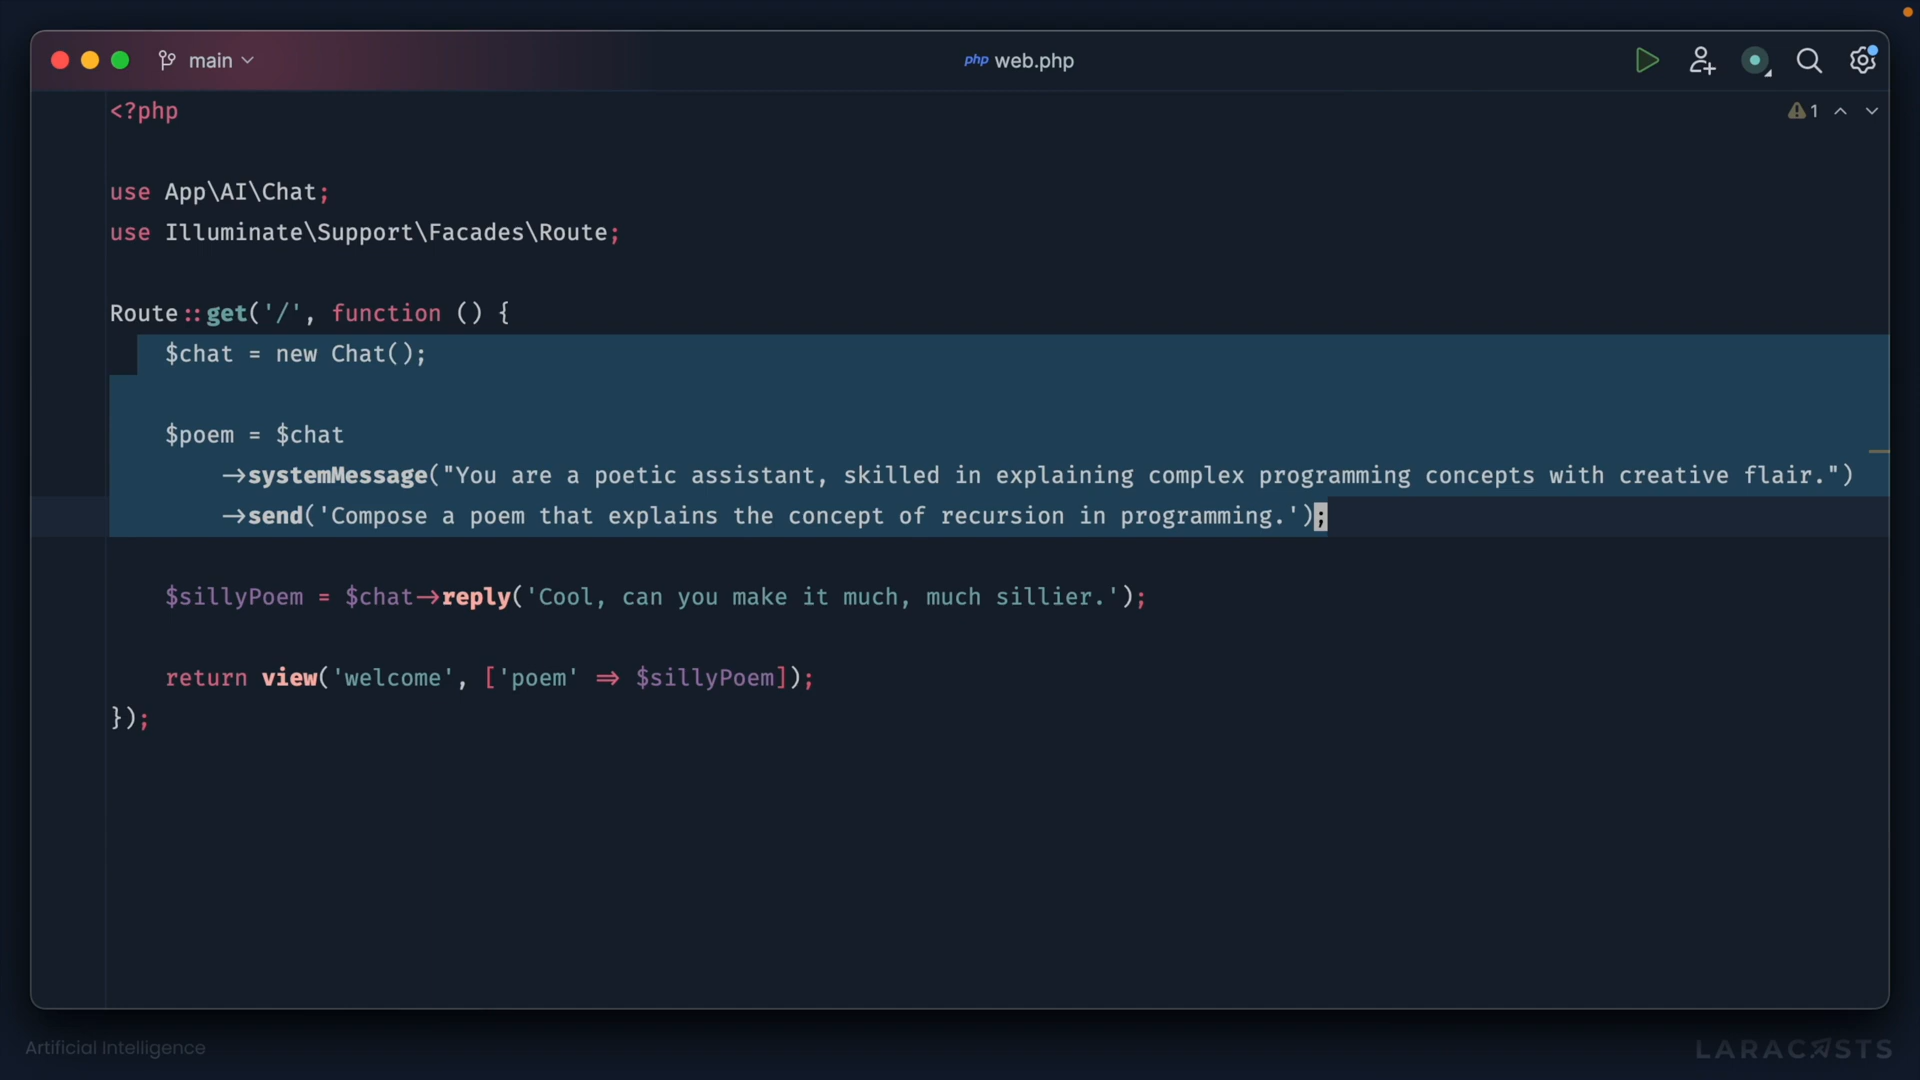 main
php web.php
<?php
1
use App\AI\Chat;
use Illuminate\Support\Facades\Route;
Route::get('/', function () {
$chat = new Chat();
$poem = $chat
->systemMessage("You are a poetic assistant, skilled in explaining complex programming concepts with creative flair.")
->send('Compose a poem that explains the concept of recursion in programming.');
$sillyPoem = $chat->reply('Cool, can you make it much, much sillier.');
return view('welcome', ['poem' => $sillyPoem]);
});
Artificial Intelligence
LARACASTS